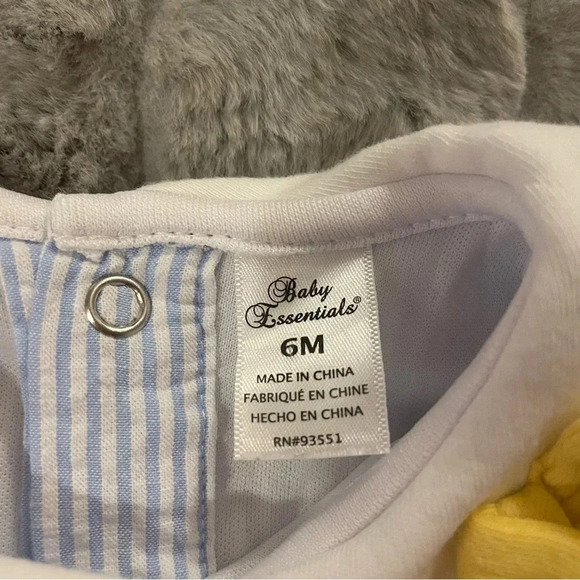 Baby
Essentials®
6M
MADE IN CHINA
FABRIQUÉ EN CHINE
HECHO EN CHINA
RN#93551